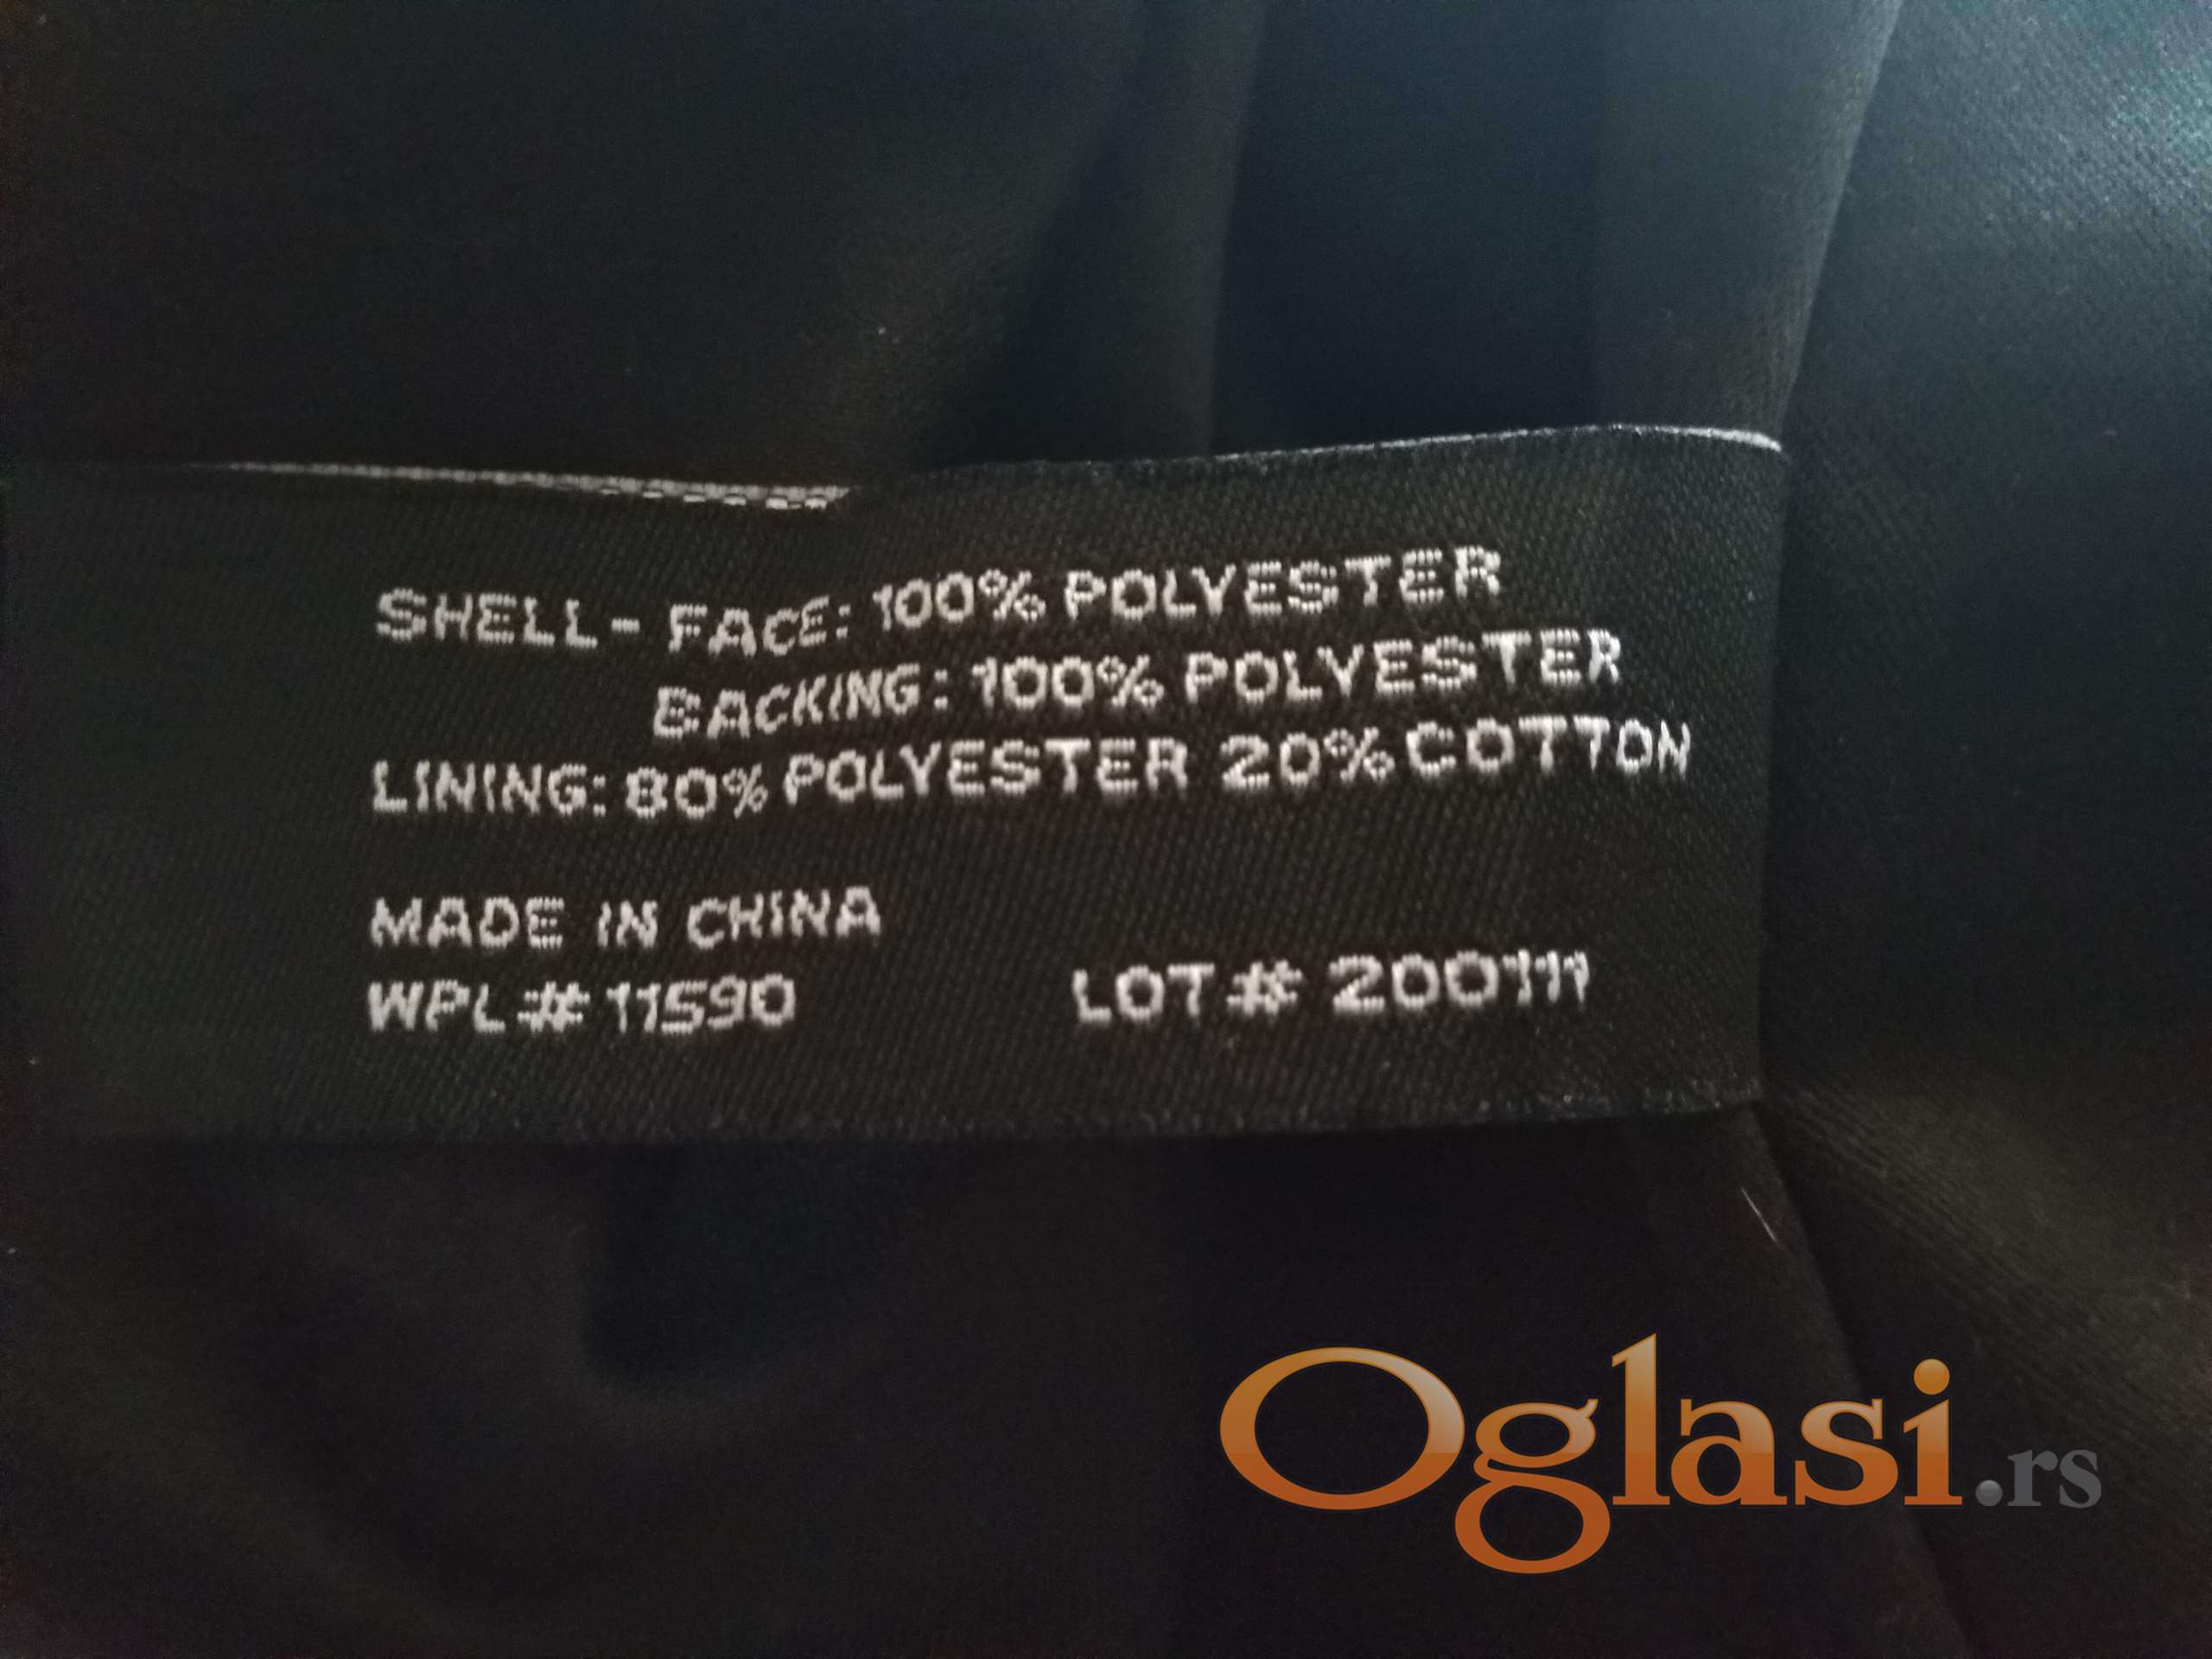 SHELL- FACE: 100% POLYESTER
BACKING: 100% POLYESTER
LINING: 80% POLYESTER 20% COTTON
MADE IN CHINA
WPL# 11590 LOT# 200111
Oglasi.rs